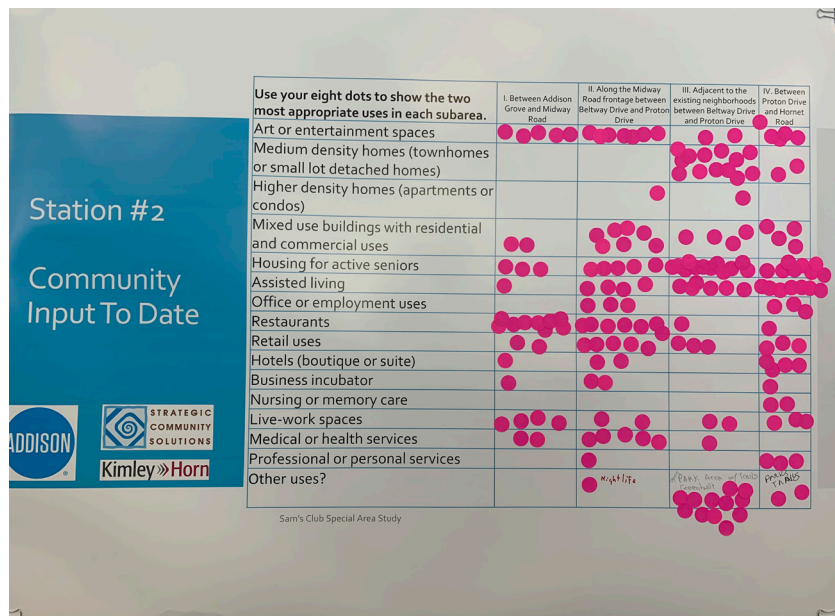 Use your eight dots to show the two
most appropriate uses in each subarea.
I. Between Addison
Grove and Midway
Road
II. Along the Midway
Road frontage between
Beltway Drive and Proton
Drive
III. Adjacent to the
existing neighborhoods
between Beltway Drive
and Proton Drive
IV. Between
Proton Drive
and Hornet
Road
Art or entertainment spaces
Medium density homes (townhomes
or small lot detached homes)
Higher density homes (apartments or
condos)
Mixed use buildings with residential
and commercial uses
Housing for active seniors
Assisted living
Office or employment uses
Restaurants
Retail uses
Hotels (boutique or suite)
Business incubator
Nursing or memory care
Live-work spaces
Medical or health services
Professional or personal services
Other uses?
Nightlife
PARK Area w/ Trails
Greenbelt
PARKS
TRAILS
Station #2
Community
Input To Date
ADDISON
STRATEGIC
COMMUNITY
SOLUTIONS
Kimley»Horn
Sam's Club Special Area Study